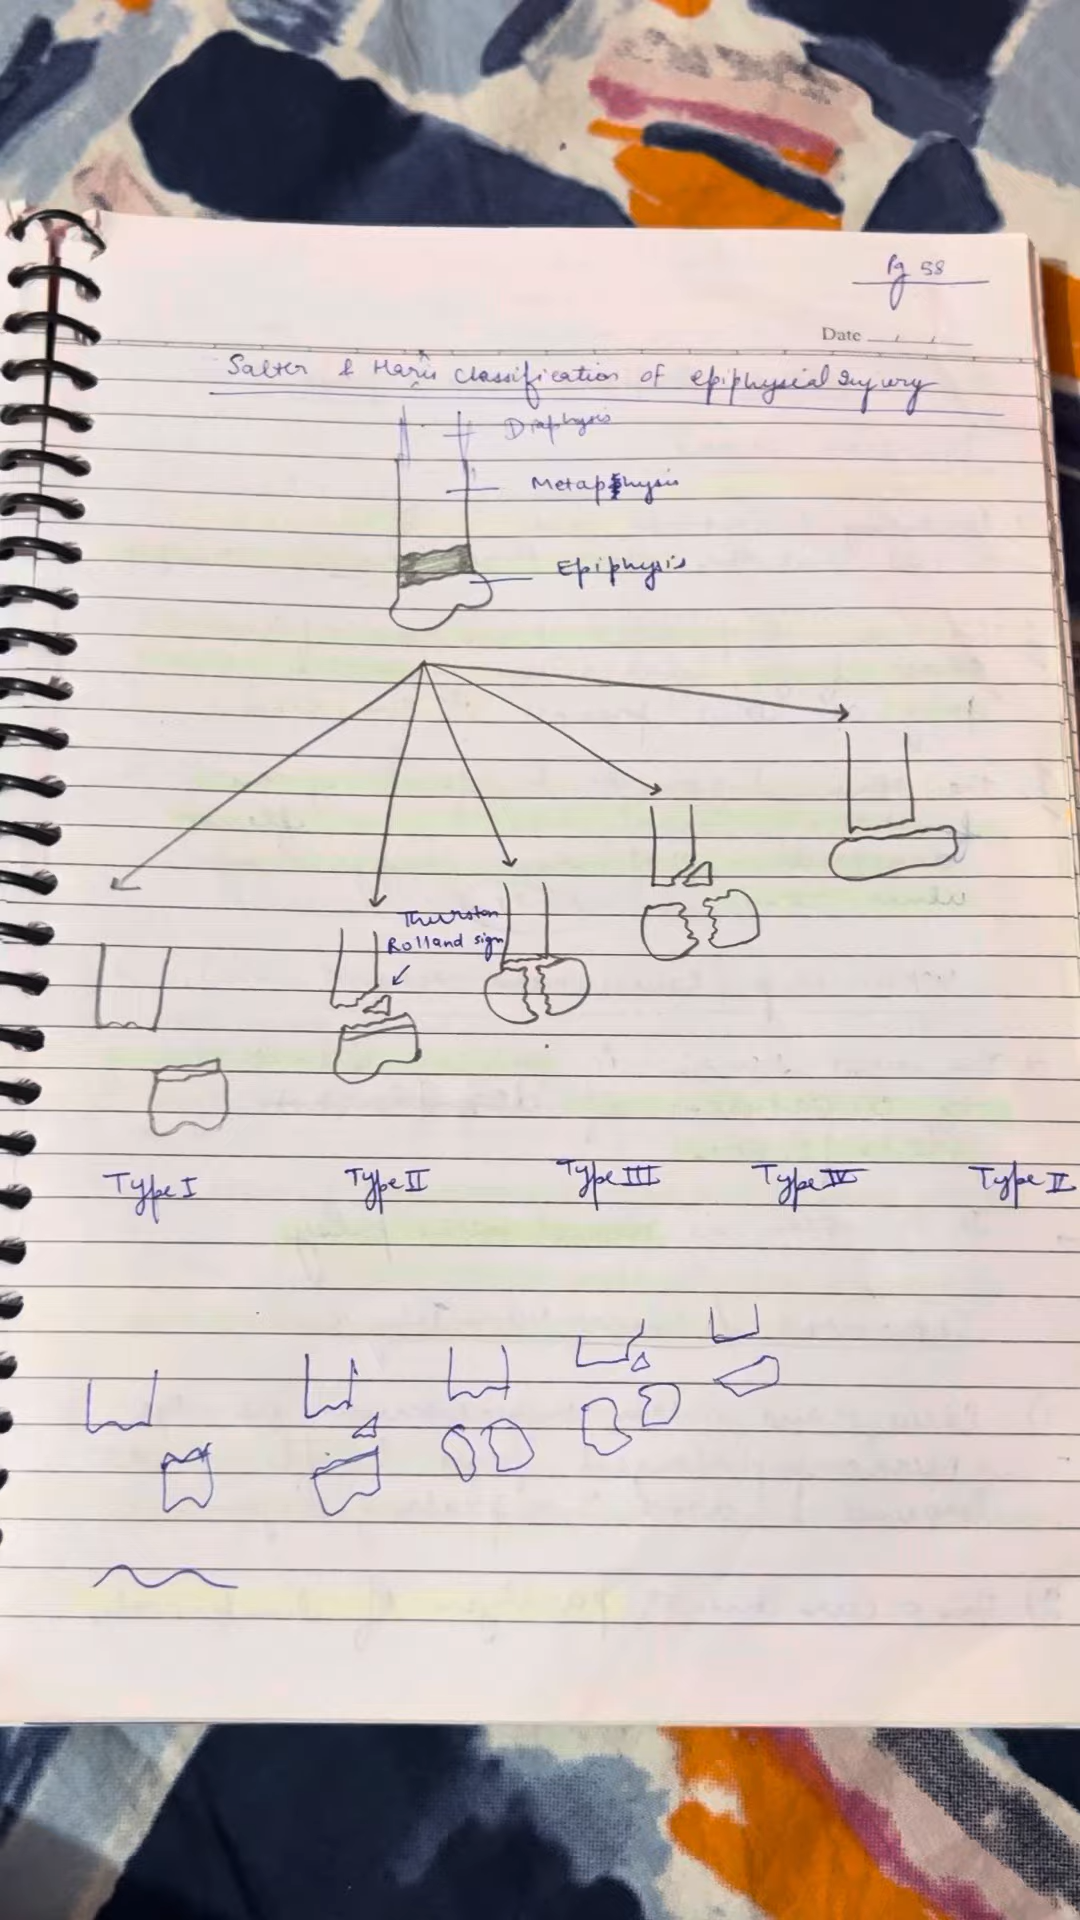 Pg 58
Date
Salter & Harris Classification of epiphysial Injury
Diaphysis
Metaphysis
Epiphysis
Thurston
Rolland sign
Type I
Type II
Type III
Type IV
Type V